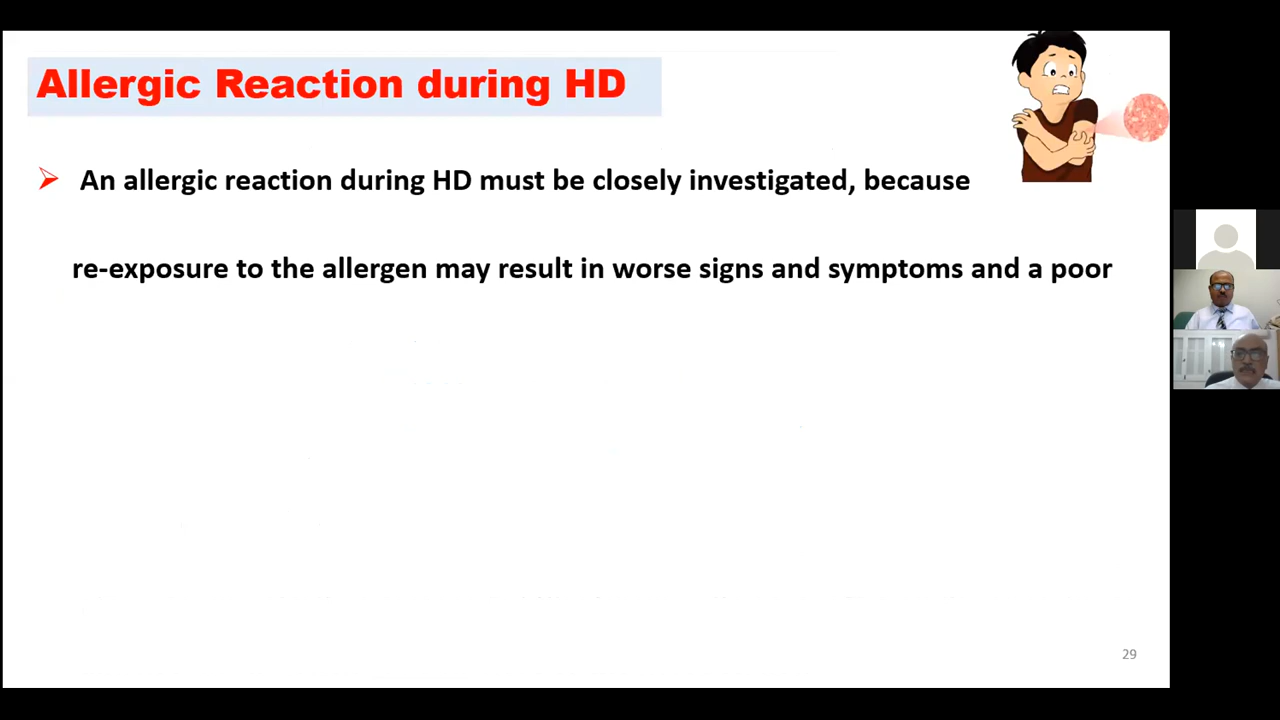 Allergic Reaction during HD
An allergic reaction during HD must be closely investigated, because
re-exposure to the allergen may result in worse signs and symptoms and a poor
29